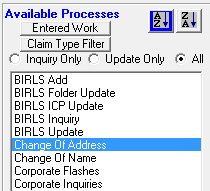 Available Processes
A Z
Z A
Entered Work
Claim Type Filter
Inquiry Only Update Only All
BIRLS Add
BIRLS Folder Update
BIRLS ICP Update
BIRLS Inquiry
BIRLS Update
Change Of Address
Change Of Name
Corporate Flashes
Corporate Inquiries